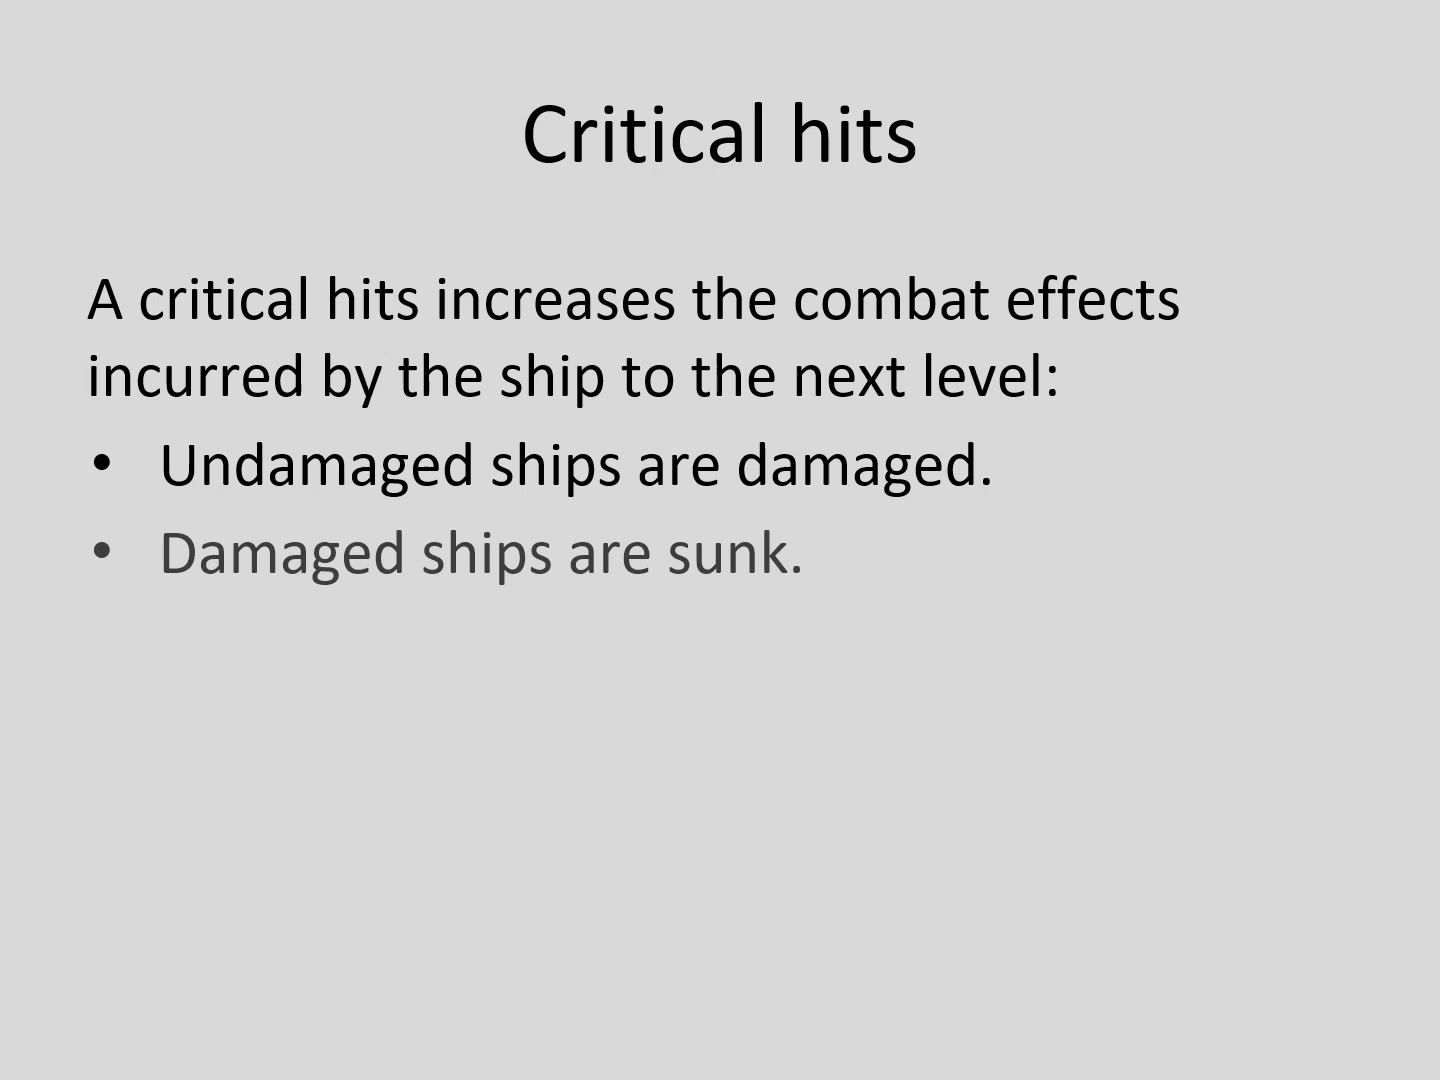 Critical hits
A critical hits increases the combat effects
incurred by the ship to the next level:
• Undamaged ships are damaged.
• Damaged ships are sunk.